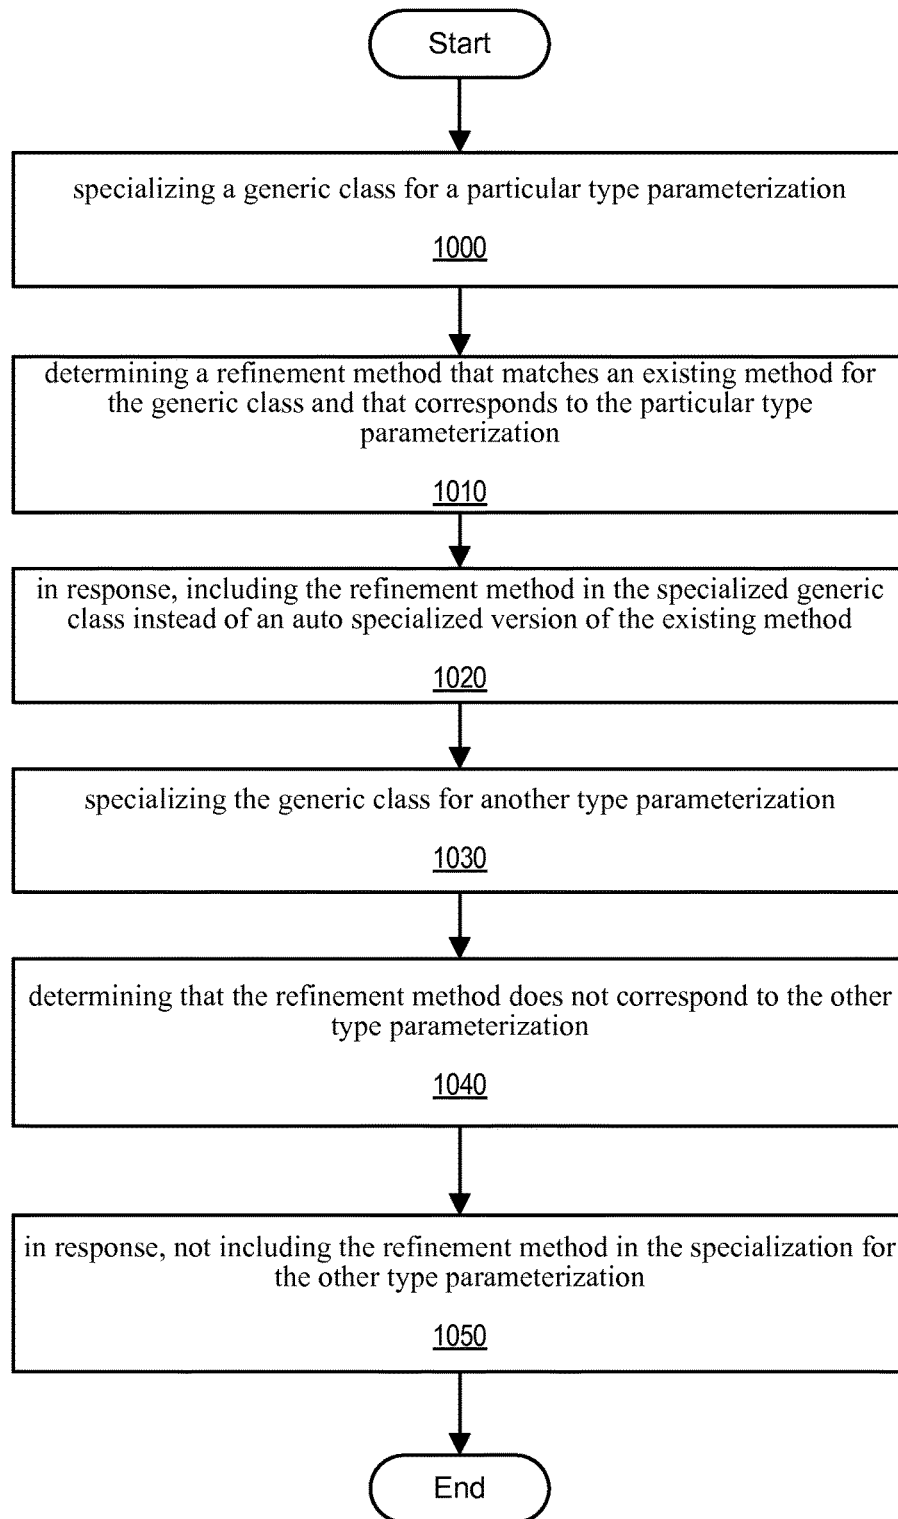 Start
specializing a generic class for a particular type parameterization
1000
determining a refinement method that matches an existing method for
the generic class and that corresponds to the particular type
parameterization
1010
in response, including the refinement method in the specialized generic
class instead of an auto specialized version of the existing method
1020
specializing the generic class for another type parameterization
1030
determining that the refinement method does not correspond to the other
type parameterization
1040
in response, not including the refinement method in the specialization for
the other type parameterization
1050
End